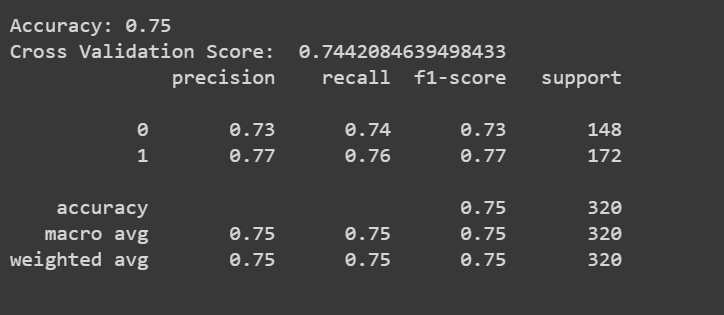 Accuracy: 0.75
Cross Validation Score:  0.7442084639498433
              precision    recall  f1-score   support

           0       0.73      0.74      0.73       148
           1       0.77      0.76      0.77       172

    accuracy                           0.75       320
   macro avg       0.75      0.75      0.75       320
weighted avg       0.75      0.75      0.75       320